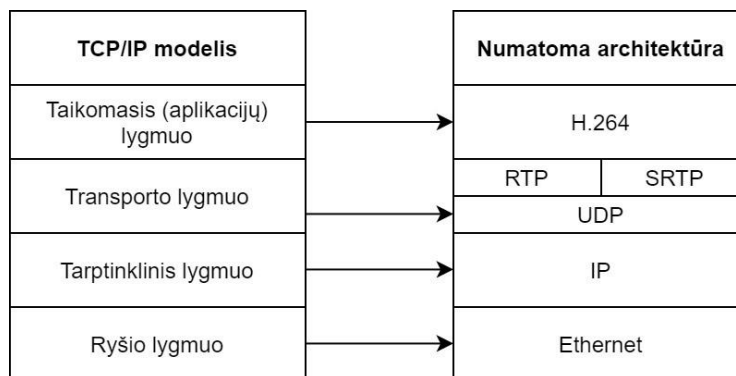 TCP/IP modelis
Numatoma architektūra
Taikomasis (aplikacijų)
lygmuo
H.264
Transporto lygmuo
RTP
SRTP
UDP
Tarptinklinis lygmuo
IP
Ryšio lygmuo
Ethernet